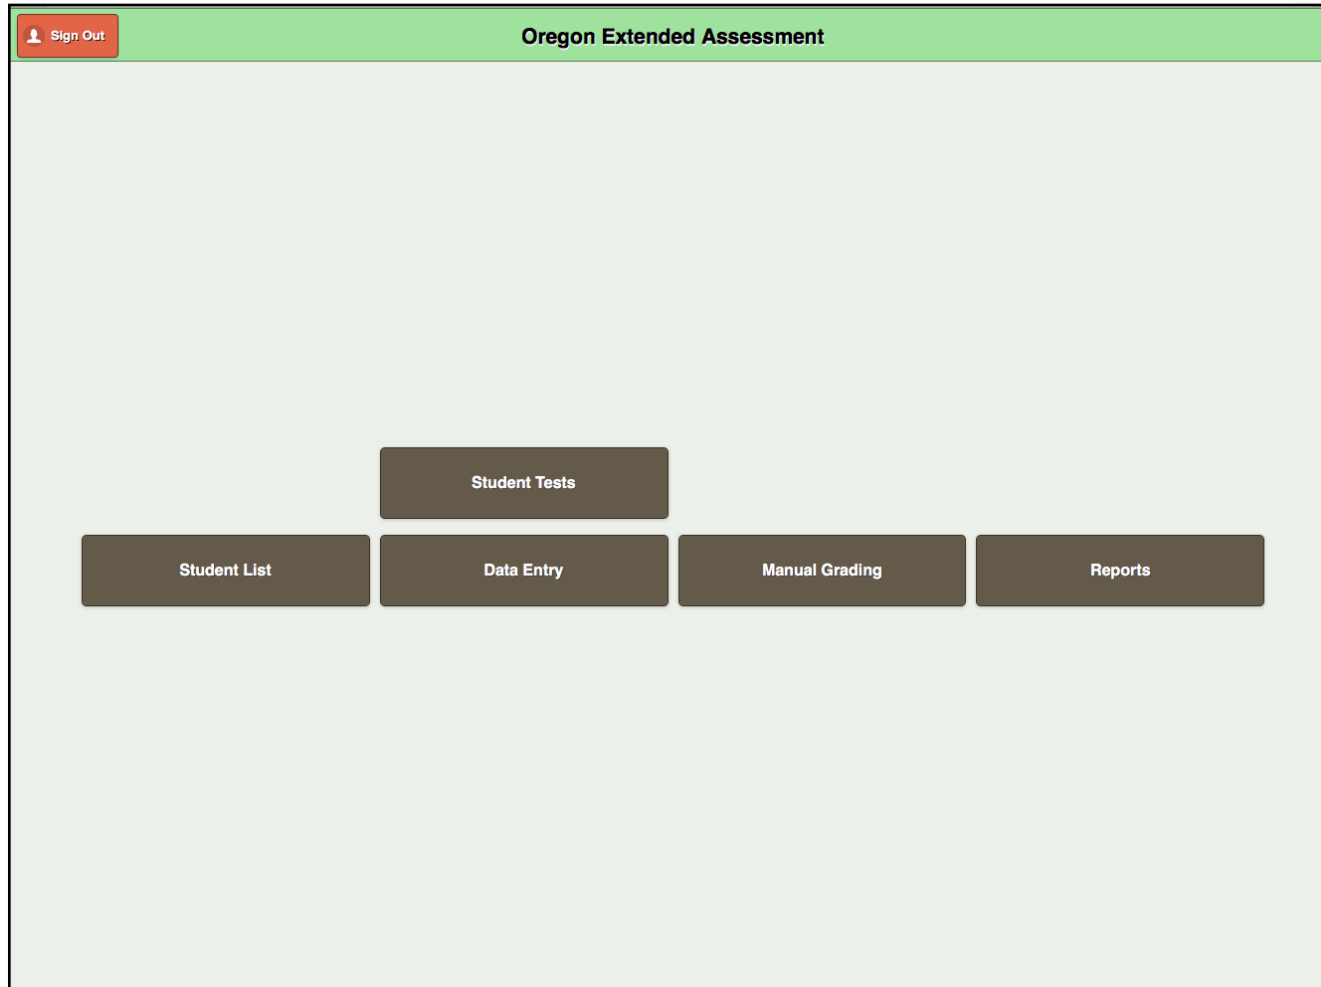 Sign Out
Oregon Extended Assessment
Student Tests
Student List
Data Entry
Manual Grading
Reports